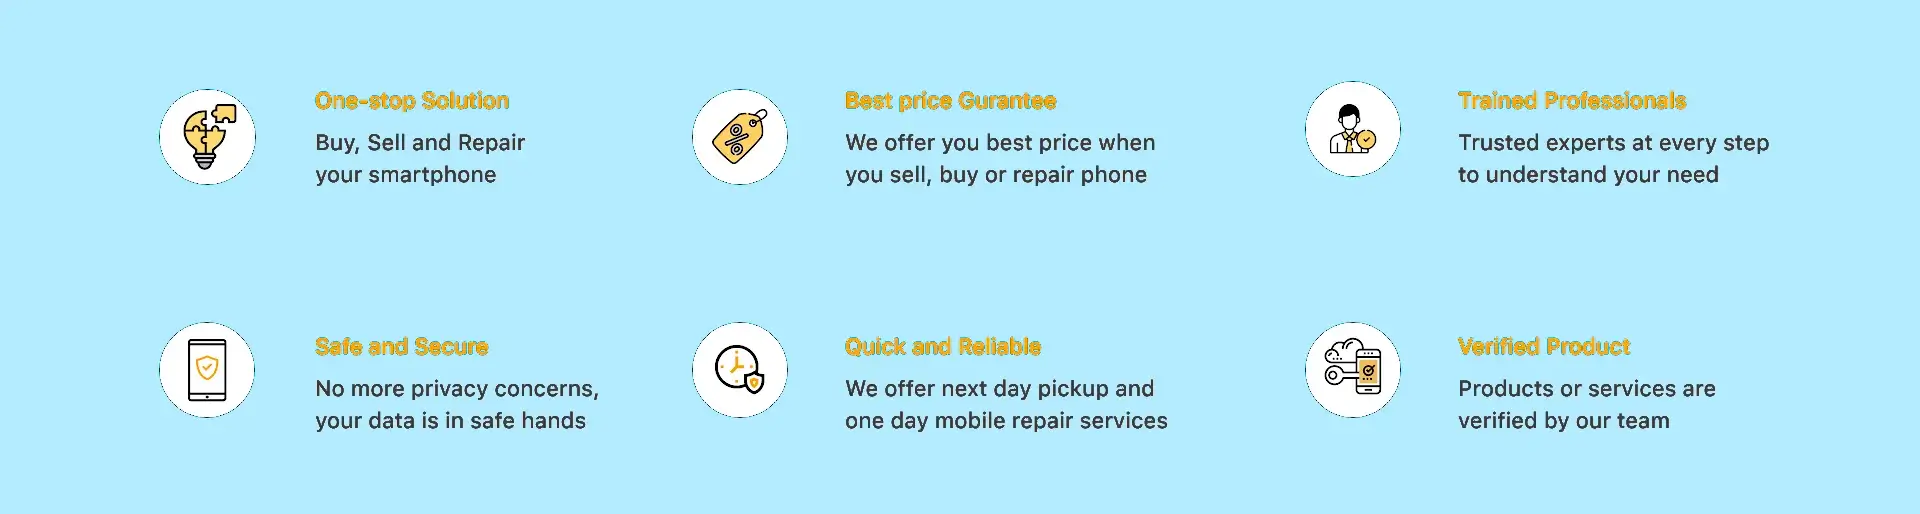 One-stop Solution
Buy, Sell and Repair
your smartphone
Best price Gurantee
We offer you best price when
you sell, buy or repair phone
Trained Professionals
Trusted experts at every step
to understand your need
Safe and Secure
No more privacy concerns,
your data is in safe hands
Quick and Reliable
We offer next day pickup and
one day mobile repair services
Verified Product
Products or services are
verified by our team